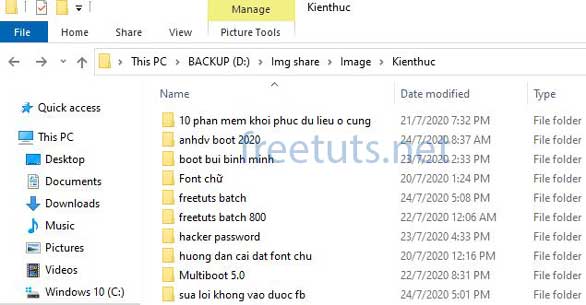 Manage
Kienthuc
File Home Share View Picture Tools
This PC > BACKUP (D:) > Img share > Image > Kienthuc
Name Date modified Type
Quick access
This PC
Desktop
Documents
Downloads
Music
Pictures
Videos
Windows 10 (C:)
10 phan mem khoi phuc du lieu o cung 21/7/2020 7:32 PM File folder
anhdv boot 2020 24/7/2020 8:37 AM File folder
boot bui binh minh 23/7/2020 2:33 PM File folder
Font chữ 20/7/2020 1:24 PM File folder
freetuts batch 24/7/2020 5:08 PM File folder
freetuts batch 800 22/7/2020 12:06 AM File folder
hacker password 23/7/2020 4:33 PM File folder
huong dan cai dat font chu 20/7/2020 12:16 PM File folder
Multiboot 5.0 22/7/2020 8:31 PM File folder
sua loi khong vao duoc fb 24/7/2020 5:01 PM File folder
freetuts.net